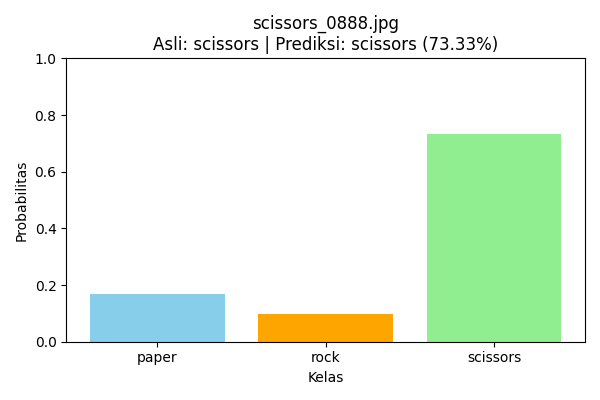 scissors_0888.jpg
Asli: scissors | Prediksi: scissors (73.33%)
1.0
0.8
0.6
0.4
0.2
0.0
Probabilitas
paper rock scissors
Kelas